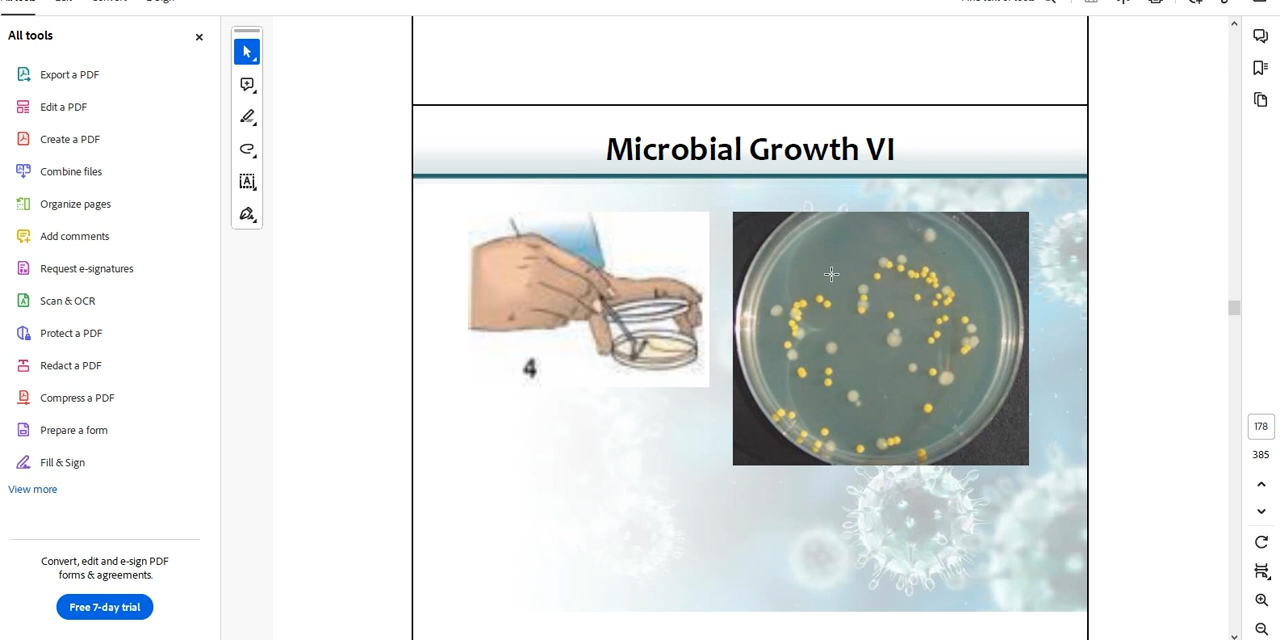 All tools
Export a PDF
Edit a PDF
Create a PDF
Combine files
Organize pages
Add comments
Request e-signatures
Scan & OCR
Protect a PDF
Redact a PDF
Compress a PDF
Prepare a form
Fill & Sign
View more
Convert, edit and e-sign PDF
forms & agreements.
Free 7-day trial
Microbial Growth VI
4
178
385